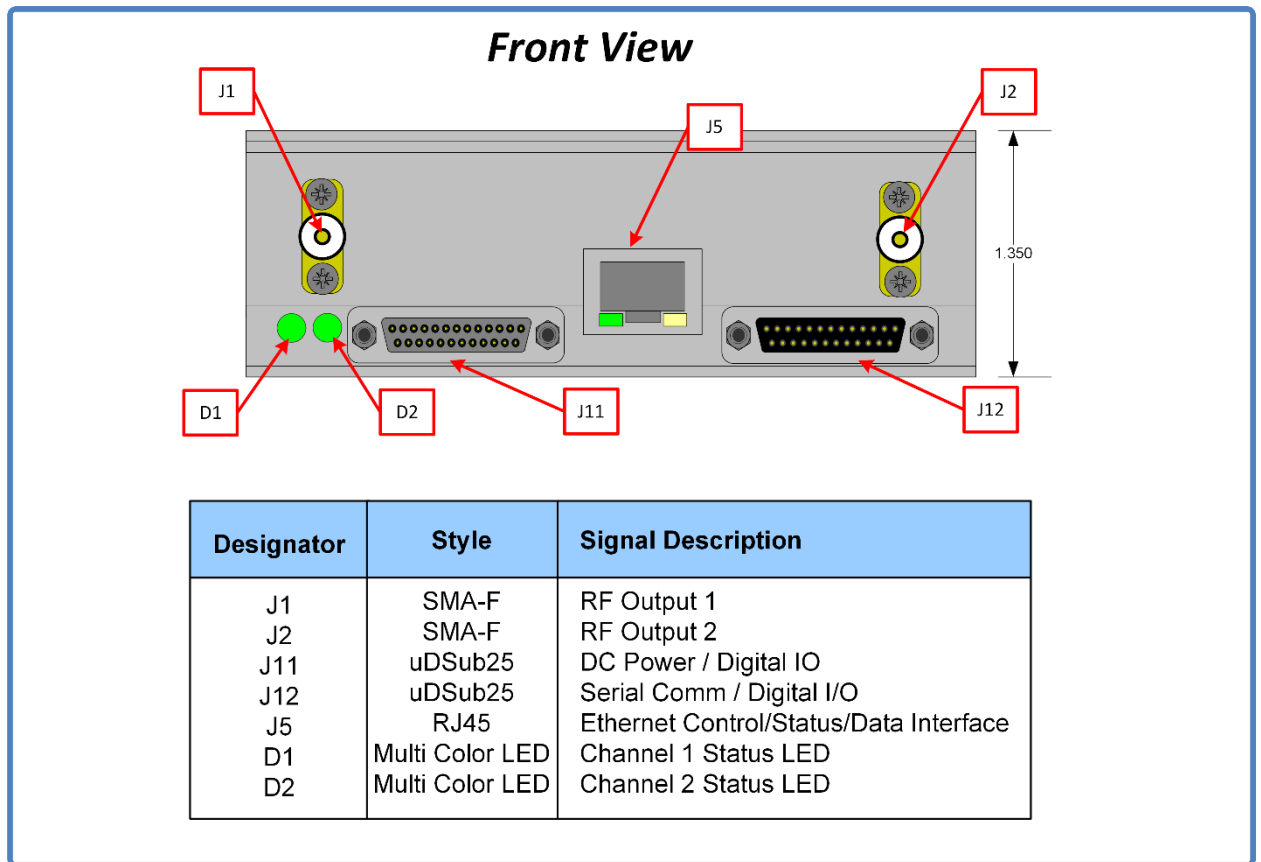 Front View
J1
J2
J5
1.350
D1
D2
J11
J12
Designator Style Signal Description
J1 SMA-F RF Output 1
J2 SMA-F RF Output 2
J11 uDSub25 DC Power / Digital IO
J12 uDSub25 Serial Comm / Digital I/O
J5 RJ45 Ethernet Control/Status/Data Interface
D1 Multi Color LED Channel 1 Status LED
D2 Multi Color LED Channel 2 Status LED